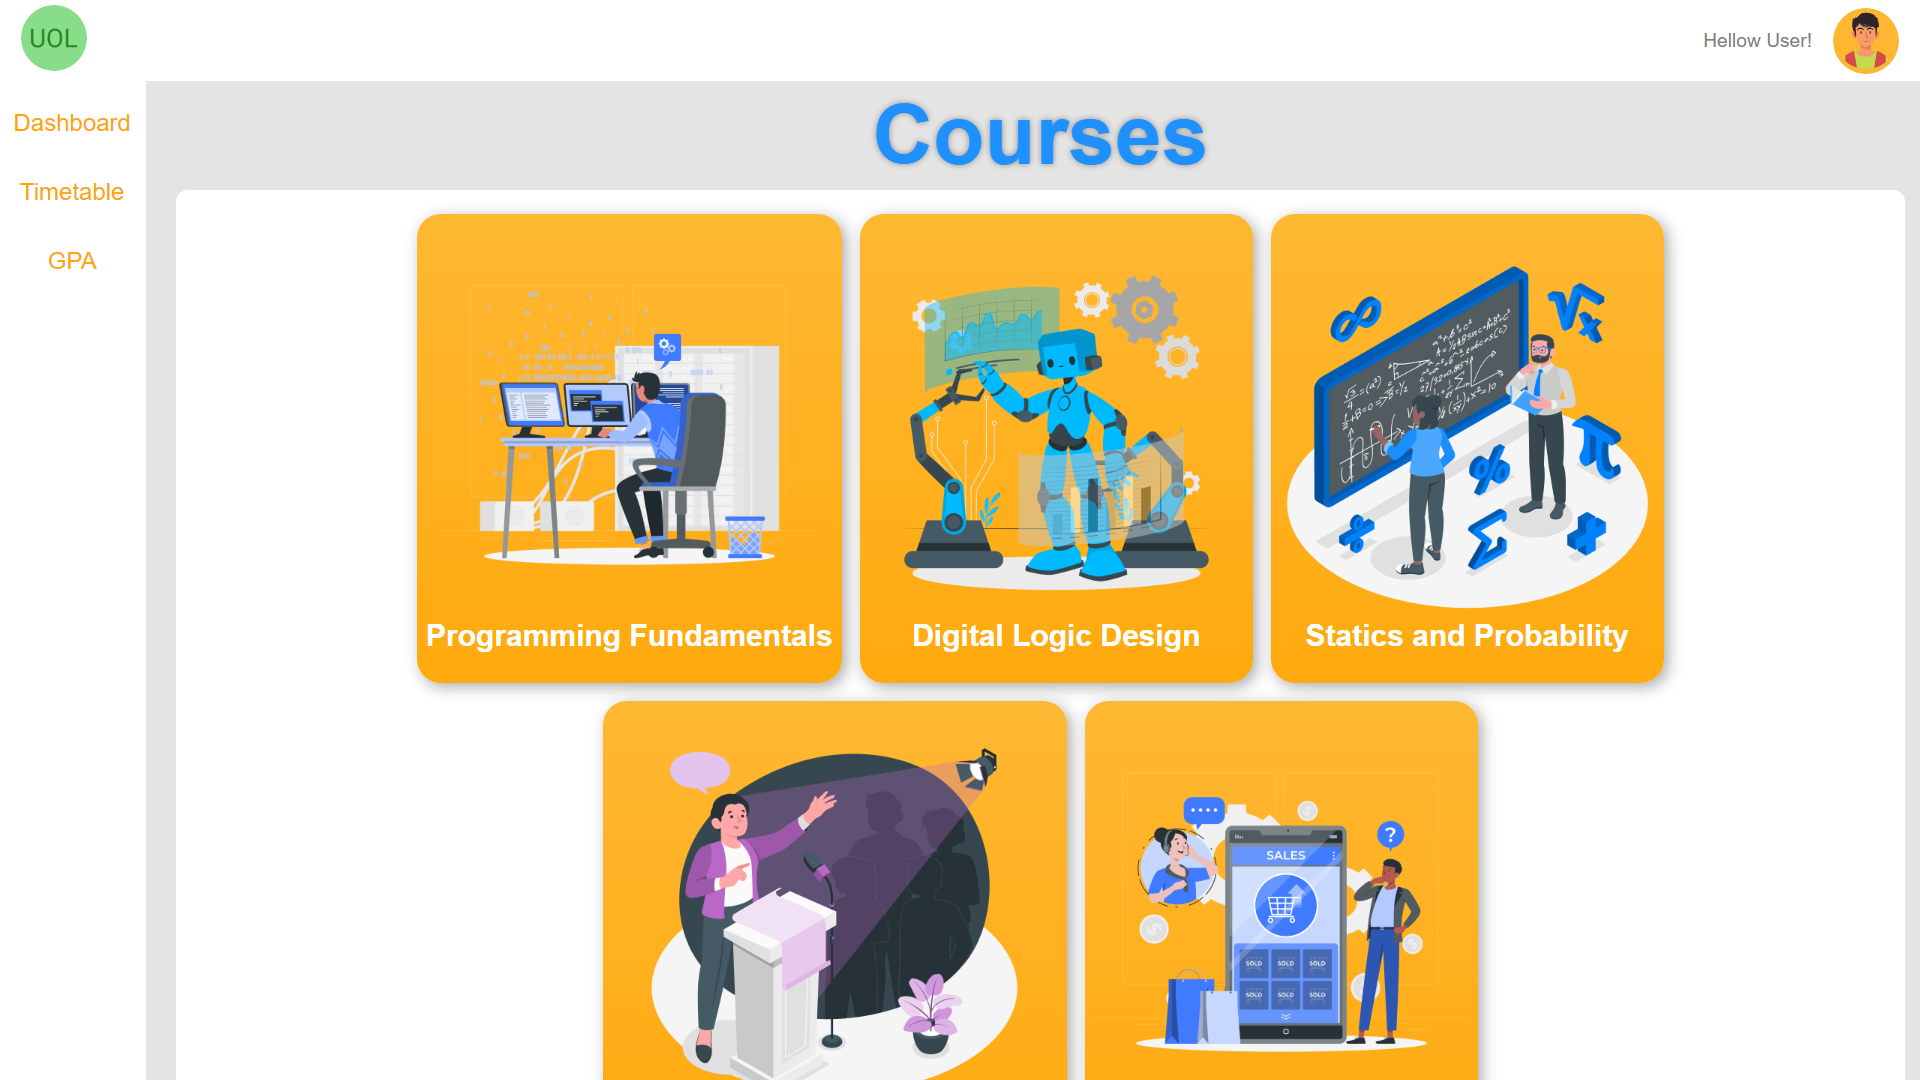 UOL
Hellow User!
Dashboard
Timetable
GPA
Courses
Programming Fundamentals
Digital Logic Design
Statics and Probability
SALES
SOLD SOLD SOLD
SOLD SOLD SOLD